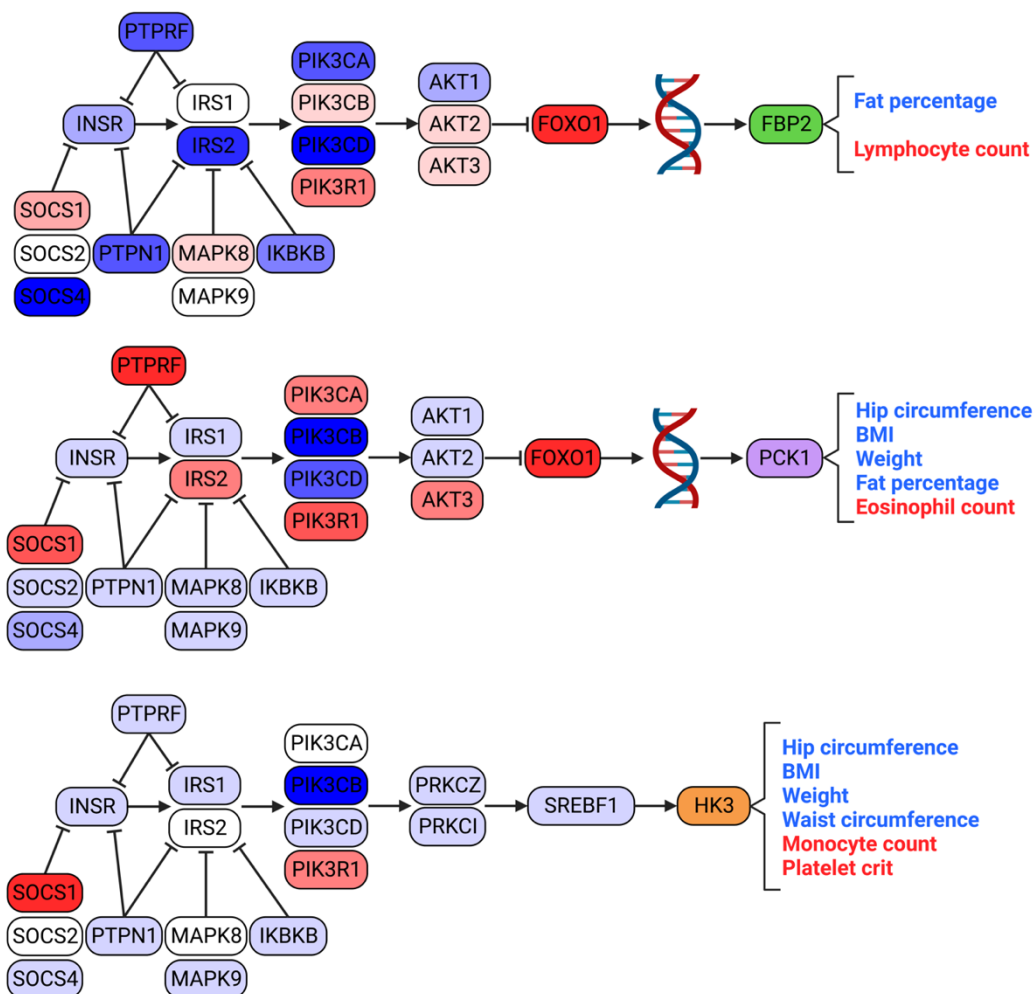 PTPRF
INSR
IRS1
IRS2
SOCS1
SOCS2
SOCS4
PTPN1
MAPK8
MAPK9
IKBKB
PIK3CA
PIK3CB
PIK3CD
PIK3R1
AKT1
AKT2
AKT3
FOXO1
FBP2
Fat percentage
Lymphocyte count
PTPRF
INSR
IRS1
IRS2
SOCS1
SOCS2
SOCS4
PTPN1
MAPK8
MAPK9
IKBKB
PIK3CA
PIK3CB
PIK3CD
PIK3R1
AKT1
AKT2
AKT3
FOXO1
PCK1
Hip circumference
BMI
Weight
Fat percentage
Eosinophil count
PTPRF
INSR
IRS1
IRS2
SOCS1
SOCS2
SOCS4
PTPN1
MAPK8
MAPK9
IKBKB
PIK3CA
PIK3CB
PIK3CD
PIK3R1
PRKCZ
PRKCI
SREBF1
HK3
Hip circumference
BMI
Weight
Waist circumference
Monocyte count
Platelet crit